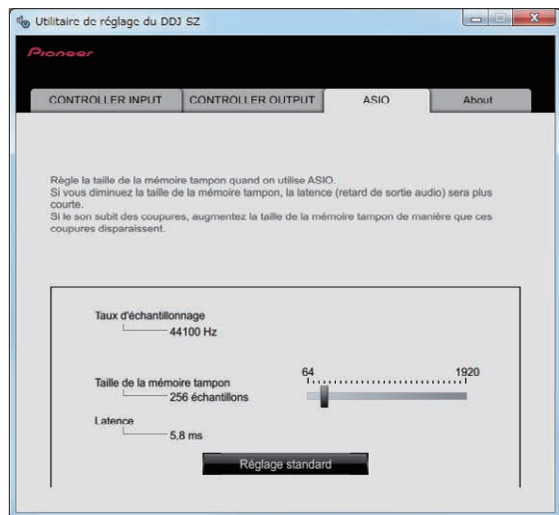 Utilitaire de réglage du DDJ SZ
Pioneer
CONTROLLER INPUT
CONTROLLER OUTPUT
ASIO
About
Règle la taille de la mémoire tampon quand on utilise ASIO.
Si vous diminuez la taille de la mémoire tampon, la latence (retard de sortie audio) sera plus
courte.
Si le son subit des coupures, augmentez la taille de la mémoire tampon de manière que ces
coupures disparaissent.
Taux d'échantillonnage
44100 Hz
64
1920
Taille de la mémoire tampon
256 échantillons
Latence
5,8 ms
Réglage standard